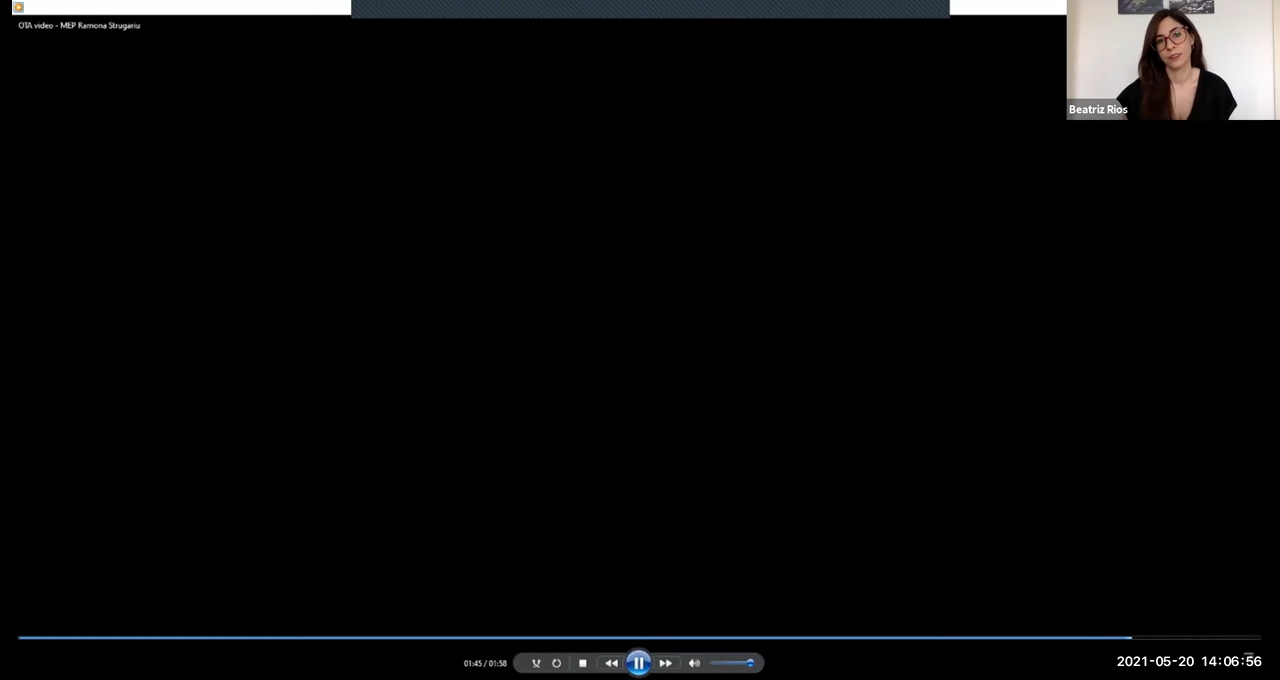 OTA video - MEP Ramona Strugariu
Beatriz Rios
01:45 / 01:58
2021-05-20 14:06:56